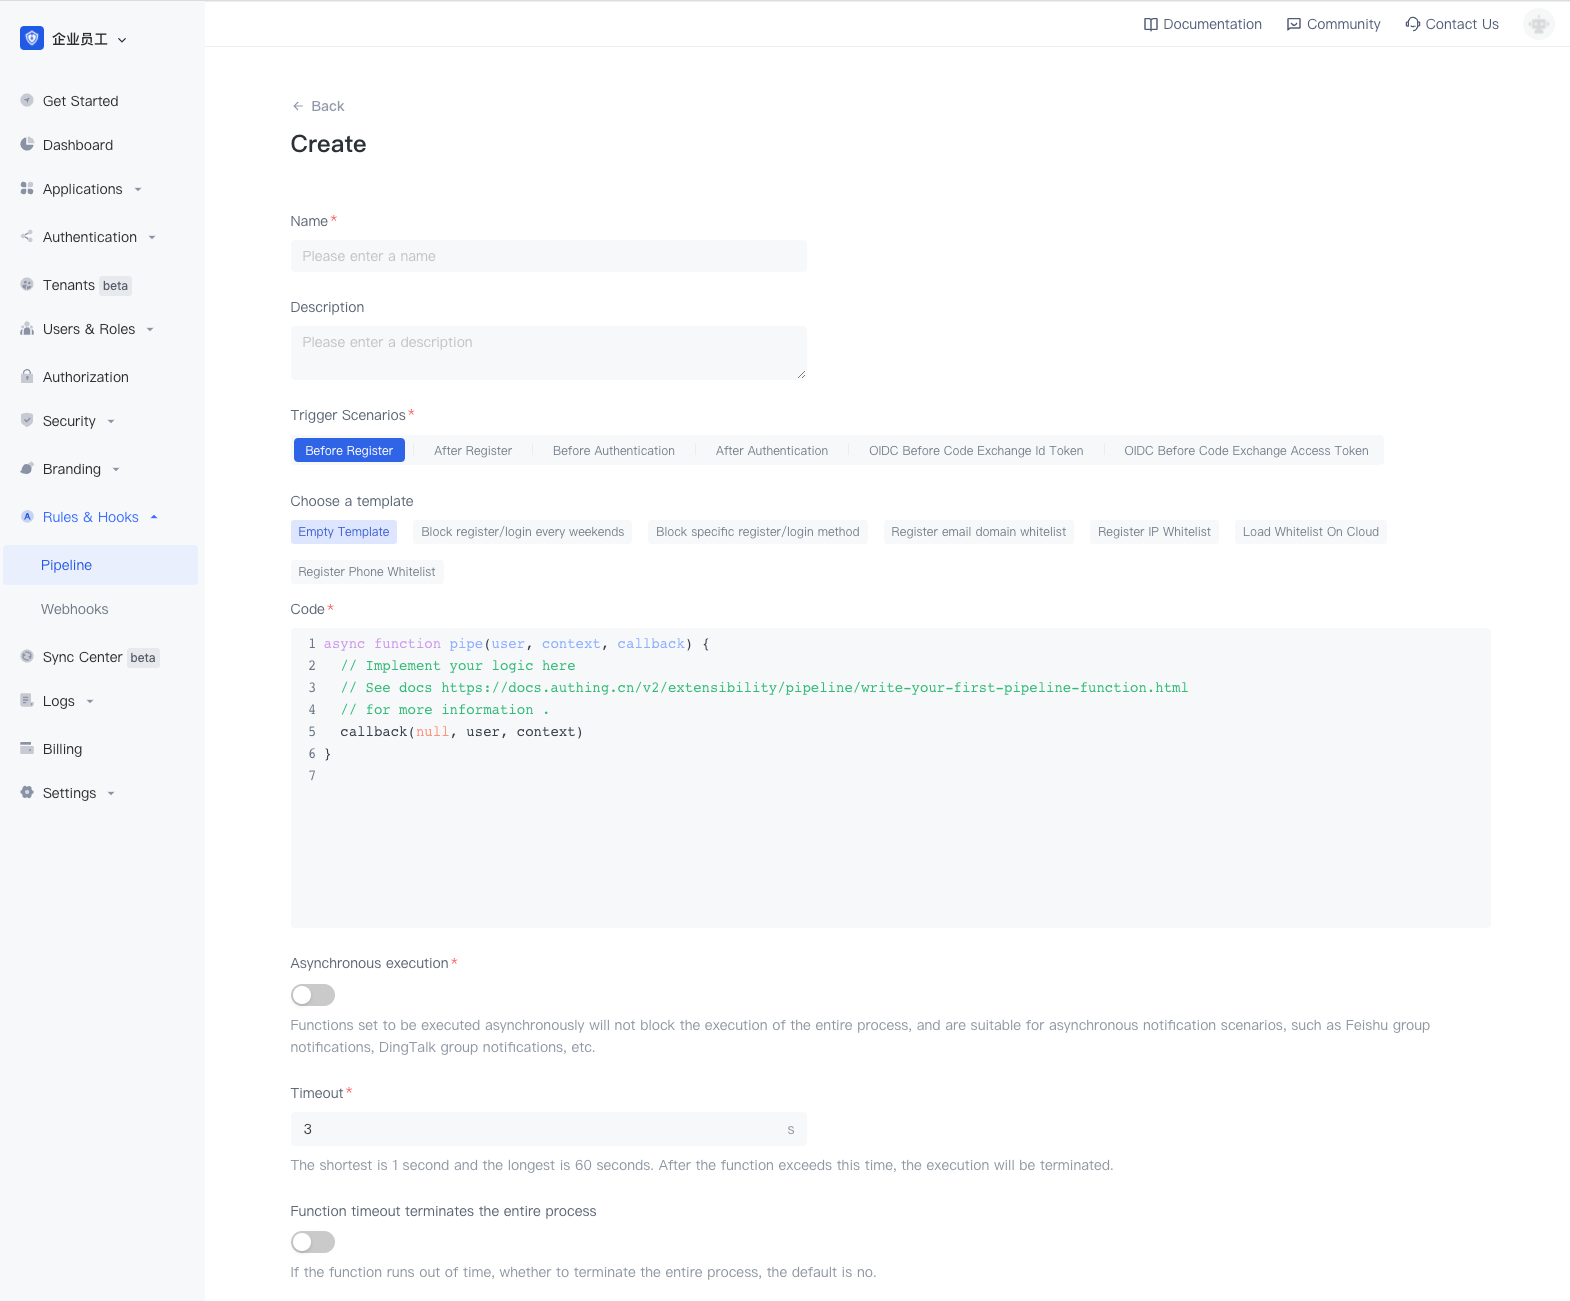 企业员工
Documentation
Community
Contact Us
Get Started
Dashboard
Applications
Authentication
Tenants beta
Users & Roles
Authorization
Security
Branding
Rules & Hooks
Pipeline
Webhooks
Sync Center beta
Logs
Billing
Settings
← Back
Create
Name*
Please enter a name
Description
Please enter a description
Trigger Scenarios*
Before Register After Register Before Authentication After Authentication OIDC Before Code Exchange Id Token OIDC Before Code Exchange Access Token
Choose a template
Empty Template Block register/login every weekends Block specific register/login method Register email domain whitelist Register IP Whitelist Load Whitelist On Cloud
Register Phone Whitelist
Code*
1 async function pipe(user, context, callback) {
2 // Implement your logic here
3 // See docs https://docs.authing.cn/v2/extensibility/pipeline/write-your-first-pipeline-function.html
4 // for more information .
5 callback(null, user, context)
6 }
7
Asynchronous execution*
Functions set to be executed asynchronously will not block the execution of the entire process, and are suitable for asynchronous notification scenarios, such as Feishu group
notifications, DingTalk group notifications, etc.
Timeout*
3 s
The shortest is 1 second and the longest is 60 seconds. After the function exceeds this time, the execution will be terminated.
Function timeout terminates the entire process
If the function runs out of time, whether to terminate the entire process, the default is no.